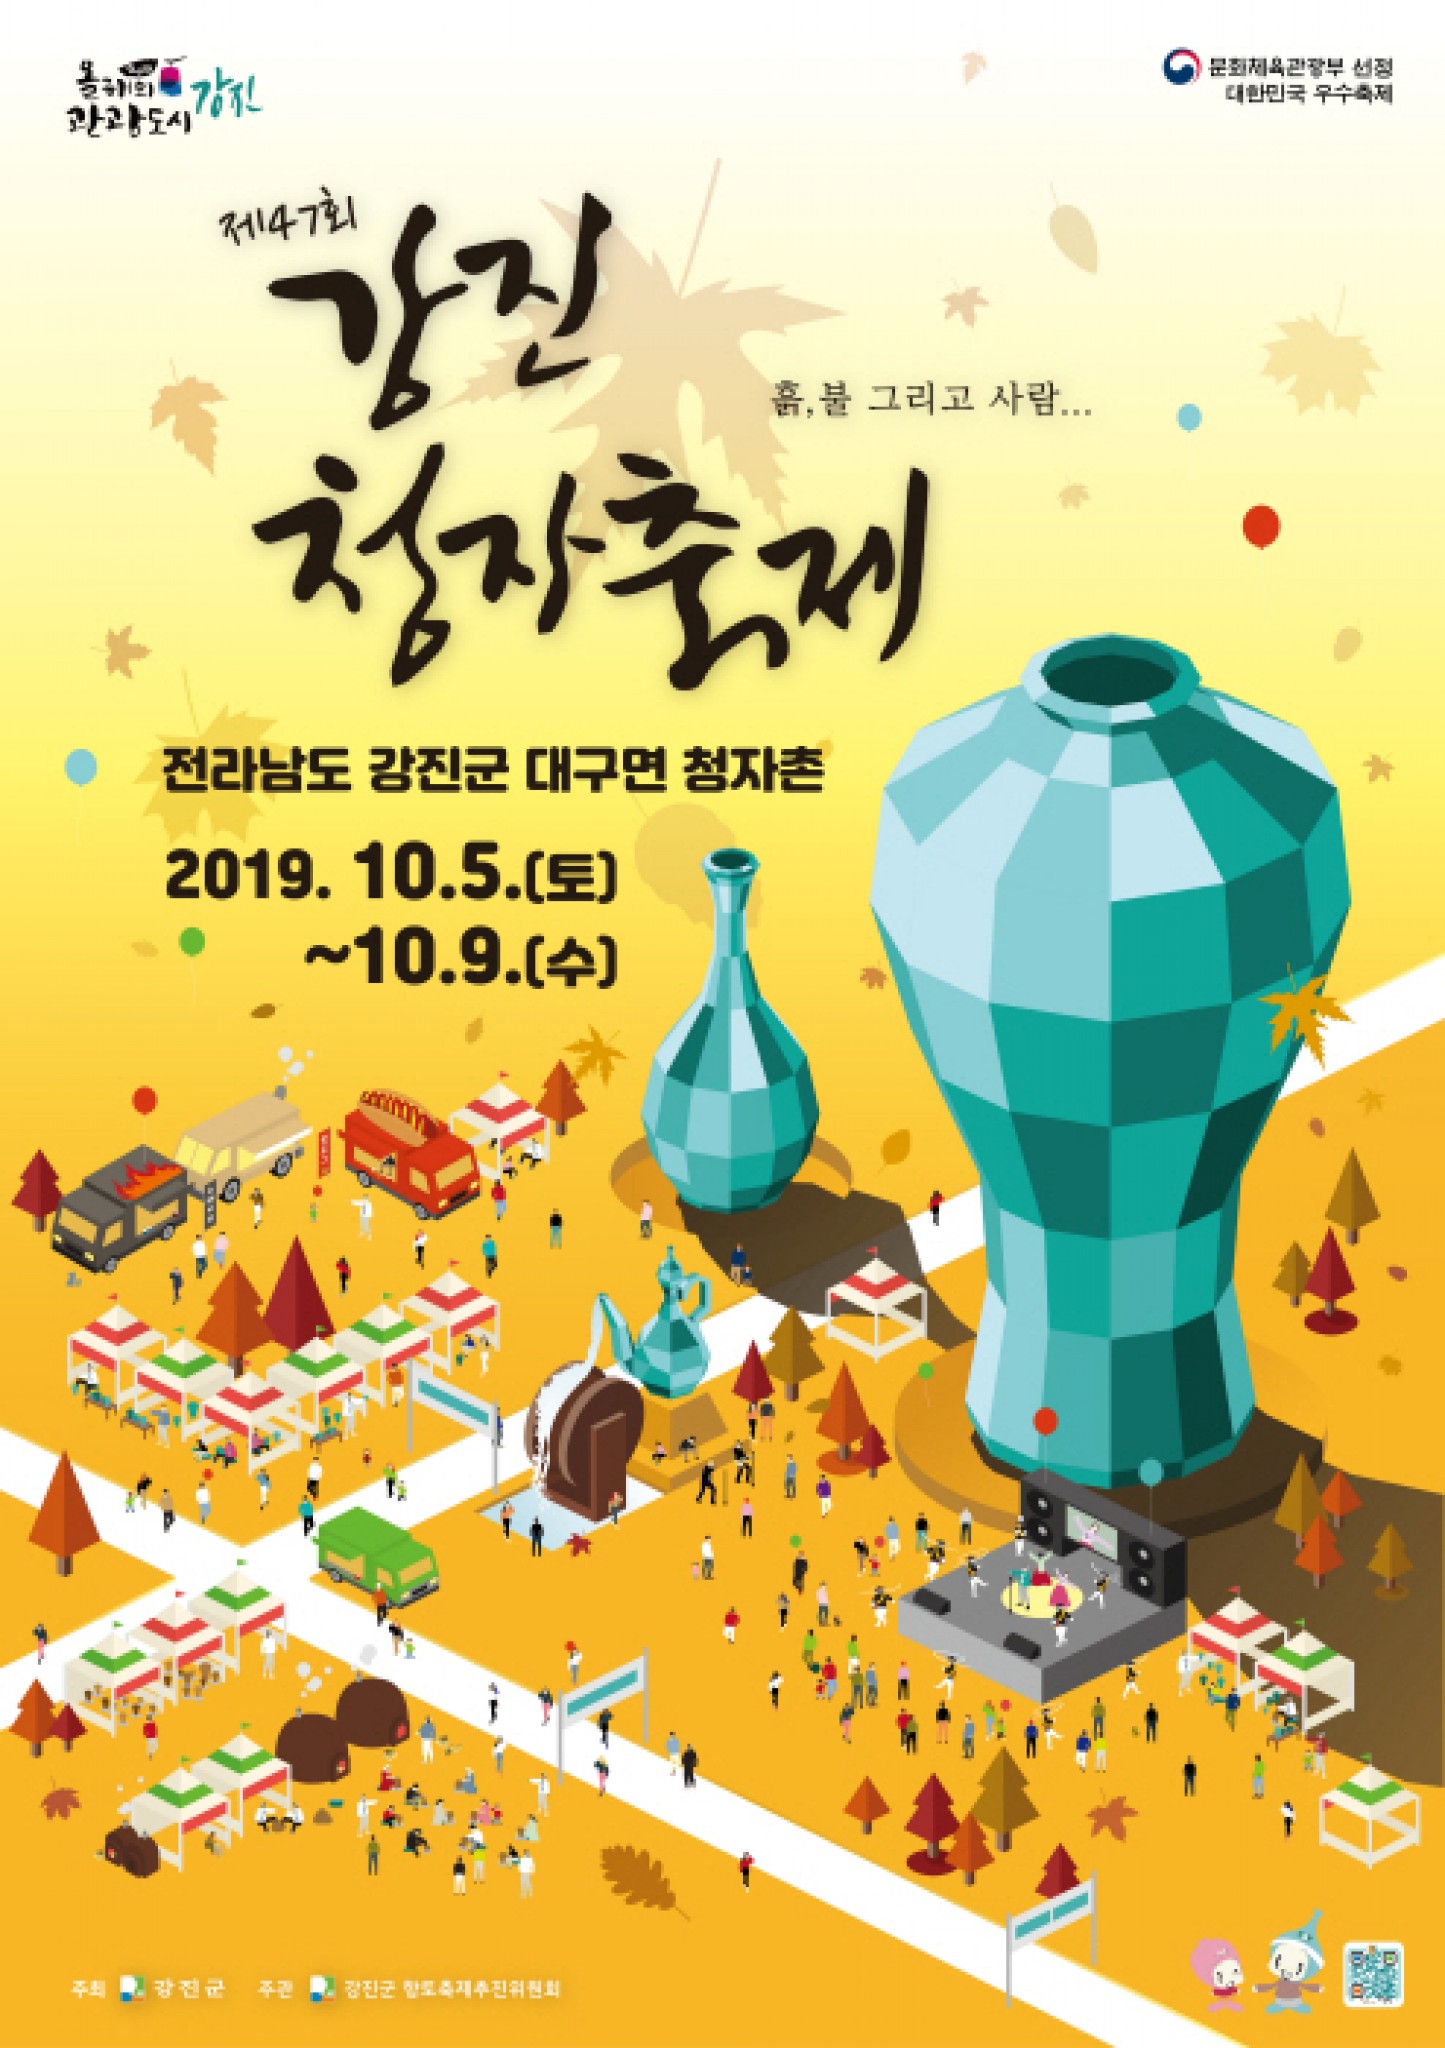 올해의
관광도시 강진
문화체육관광부 선정
대한민국 우수축제
제47회
강진
흙,불 그리고 사람...
청자축제
전라남도 강진군 대구면 청자촌
2019. 10.5.(토)
~10.9.(수)
주최 강진군 주관 강진군 향토축제추진위원회